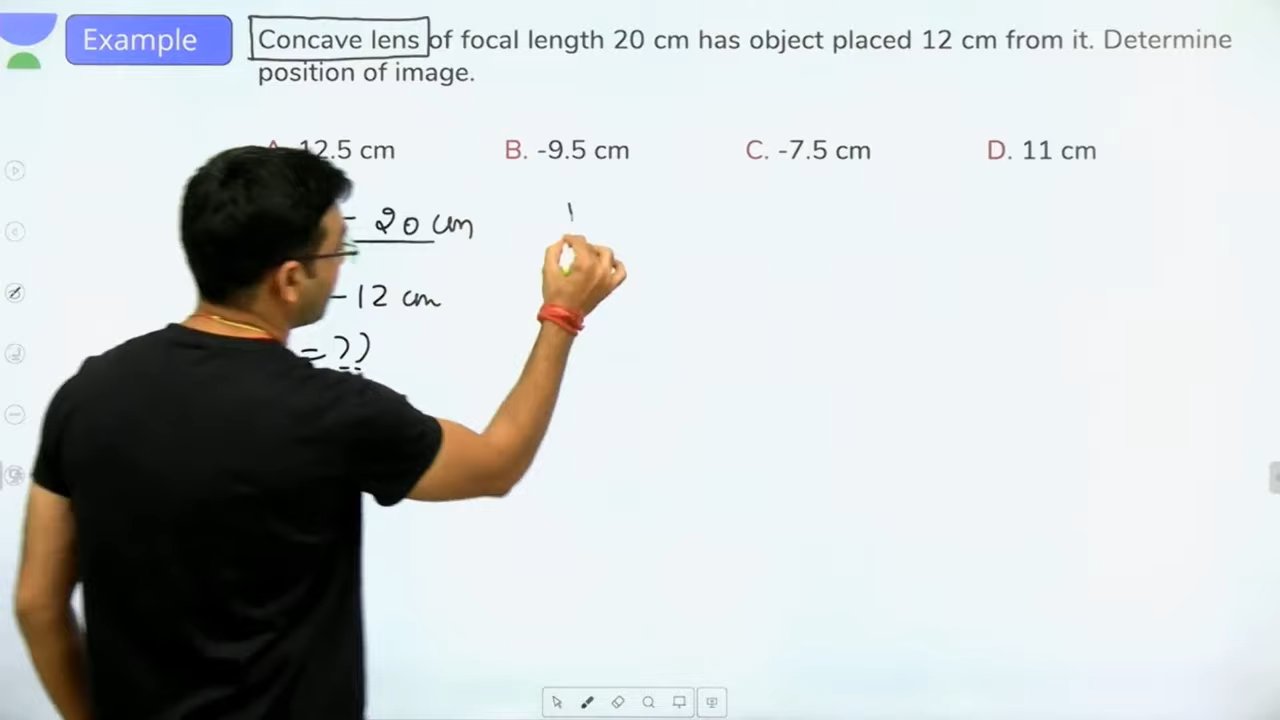 Example
Concave lens of focal length 20 cm has object placed 12 cm from it. Determine
position of image.
A. 12.5 cm
B. -9.5 cm
C. -7.5 cm
D. 11 cm
- 20 cm
-12 cm
= ??